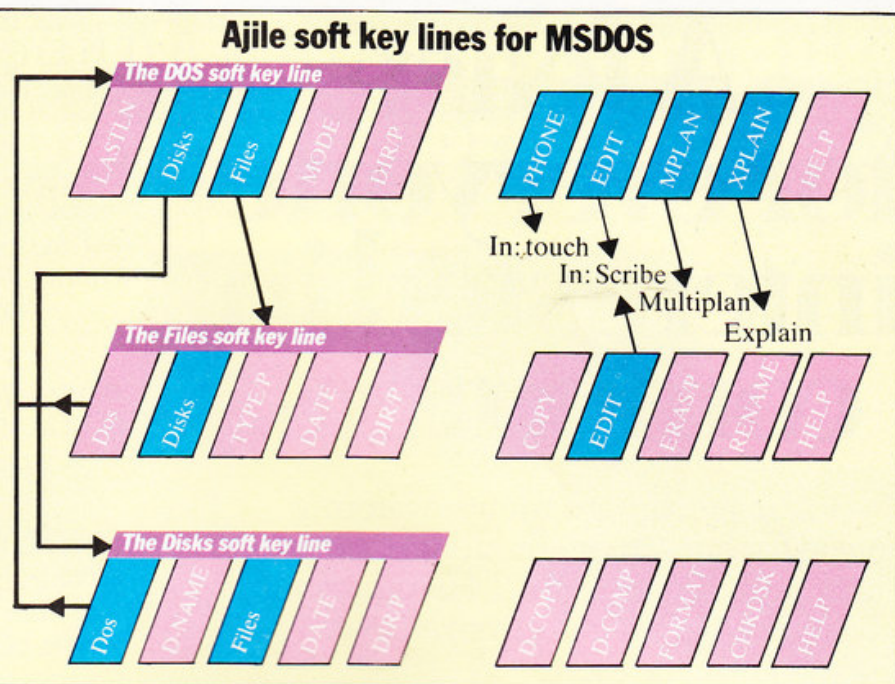 Ajile soft key lines for MSDOS
The DOS soft key line
LASTLN Disks Files MODE DIR/P PHONE EDIT MPLAN XPLAIN HELP
In: touch
In: Scribe
Multiplan
Explain
The Files soft key line
Dos Disks TYPE/P DATE DIR/P COPY EDIT ERAS/P RENAME HELP
The Disks soft key line
Dos D-NAME Files DATE DIR/P D-COPY D-COMP FORMAT CHKDSK HELP